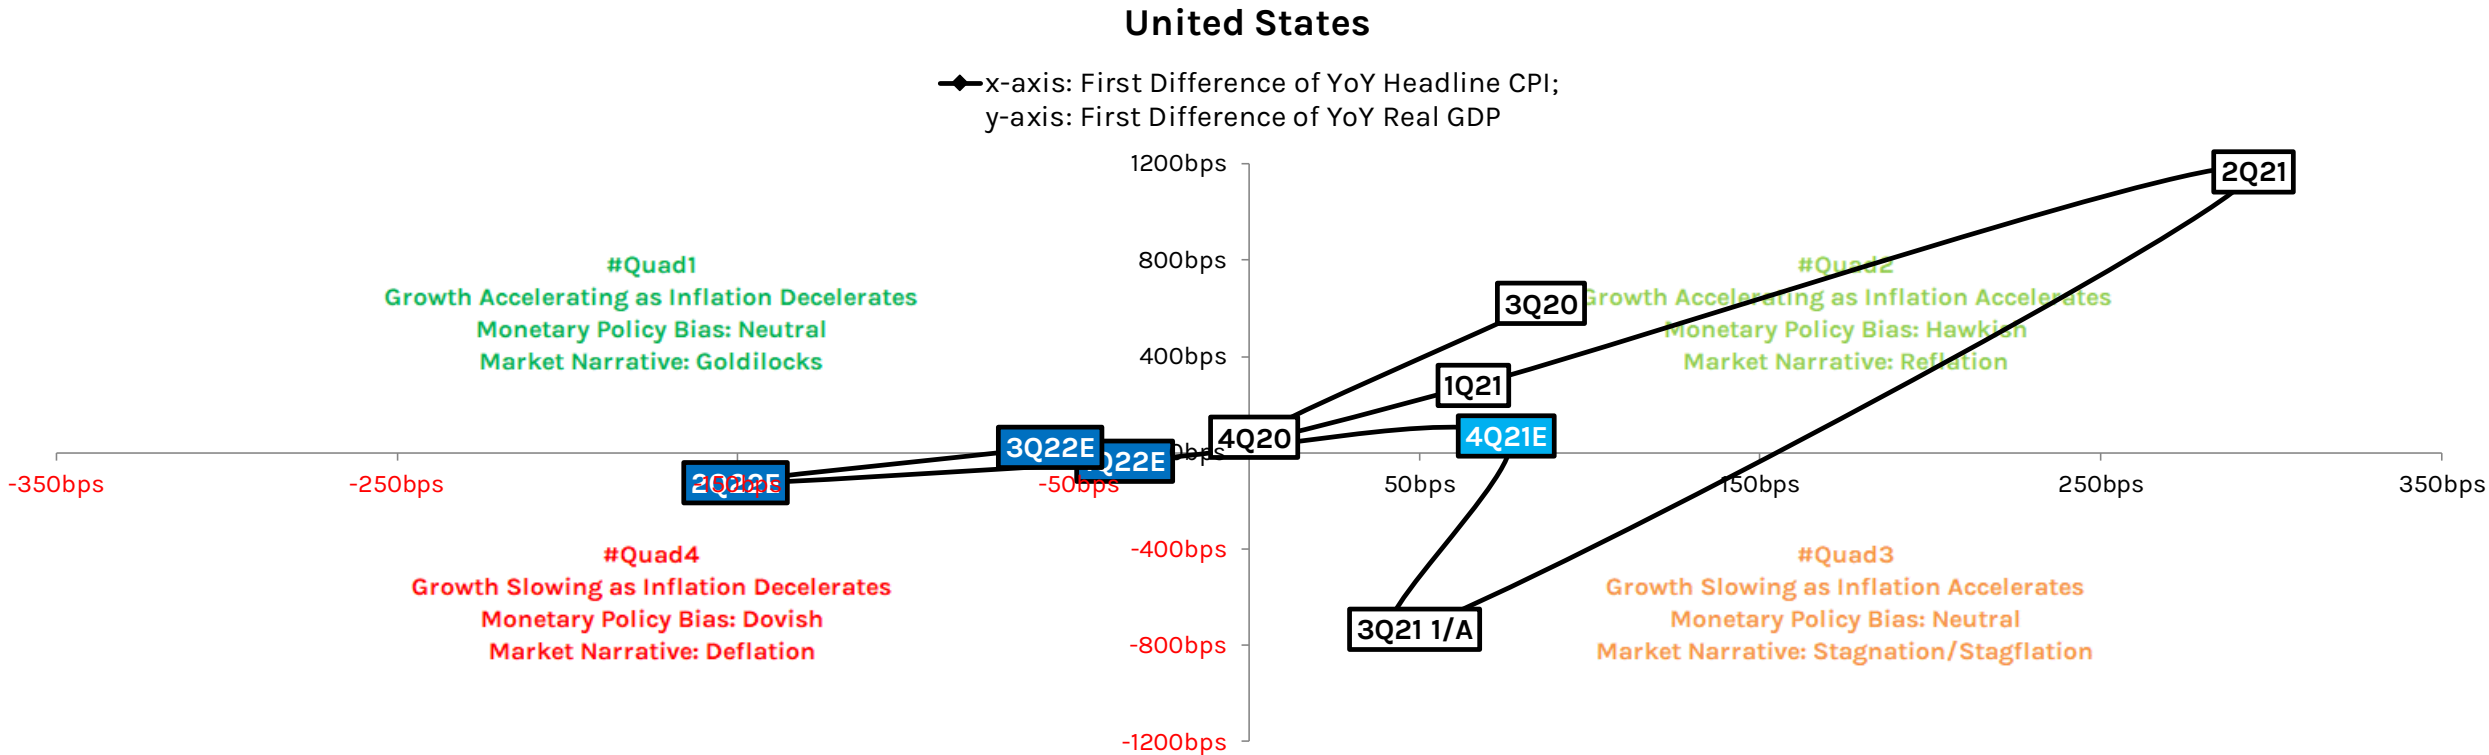 United States
x-axis: First Difference of YoY Headline CPI;
y-axis: First Difference of YoY Real GDP
1200bps
2Q21
800bps
#Quad1
Growth Accelerating as Inflation Decelerates
Monetary Policy Bias: Neutral
Market Narrative: Goldilocks
#Quad2
Growth Accelerating as Inflation Accelerates
Monetary Policy Bias: Hawkish
Market Narrative: Reflation
3Q20
400bps
1Q21
3Q22E
Q22E
4Q20
4Q21E
0bps
2Q22E
-350bps
-250bps
-150bps
-50bps
50bps
150bps
250bps
350bps
-400bps
#Quad4
Growth Slowing as Inflation Decelerates
Monetary Policy Bias: Dovish
Market Narrative: Deflation
#Quad3
Growth Slowing as Inflation Accelerates
Monetary Policy Bias: Neutral
Market Narrative: Stagnation/Stagflation
3Q21 1/A
-800bps
-1200bps